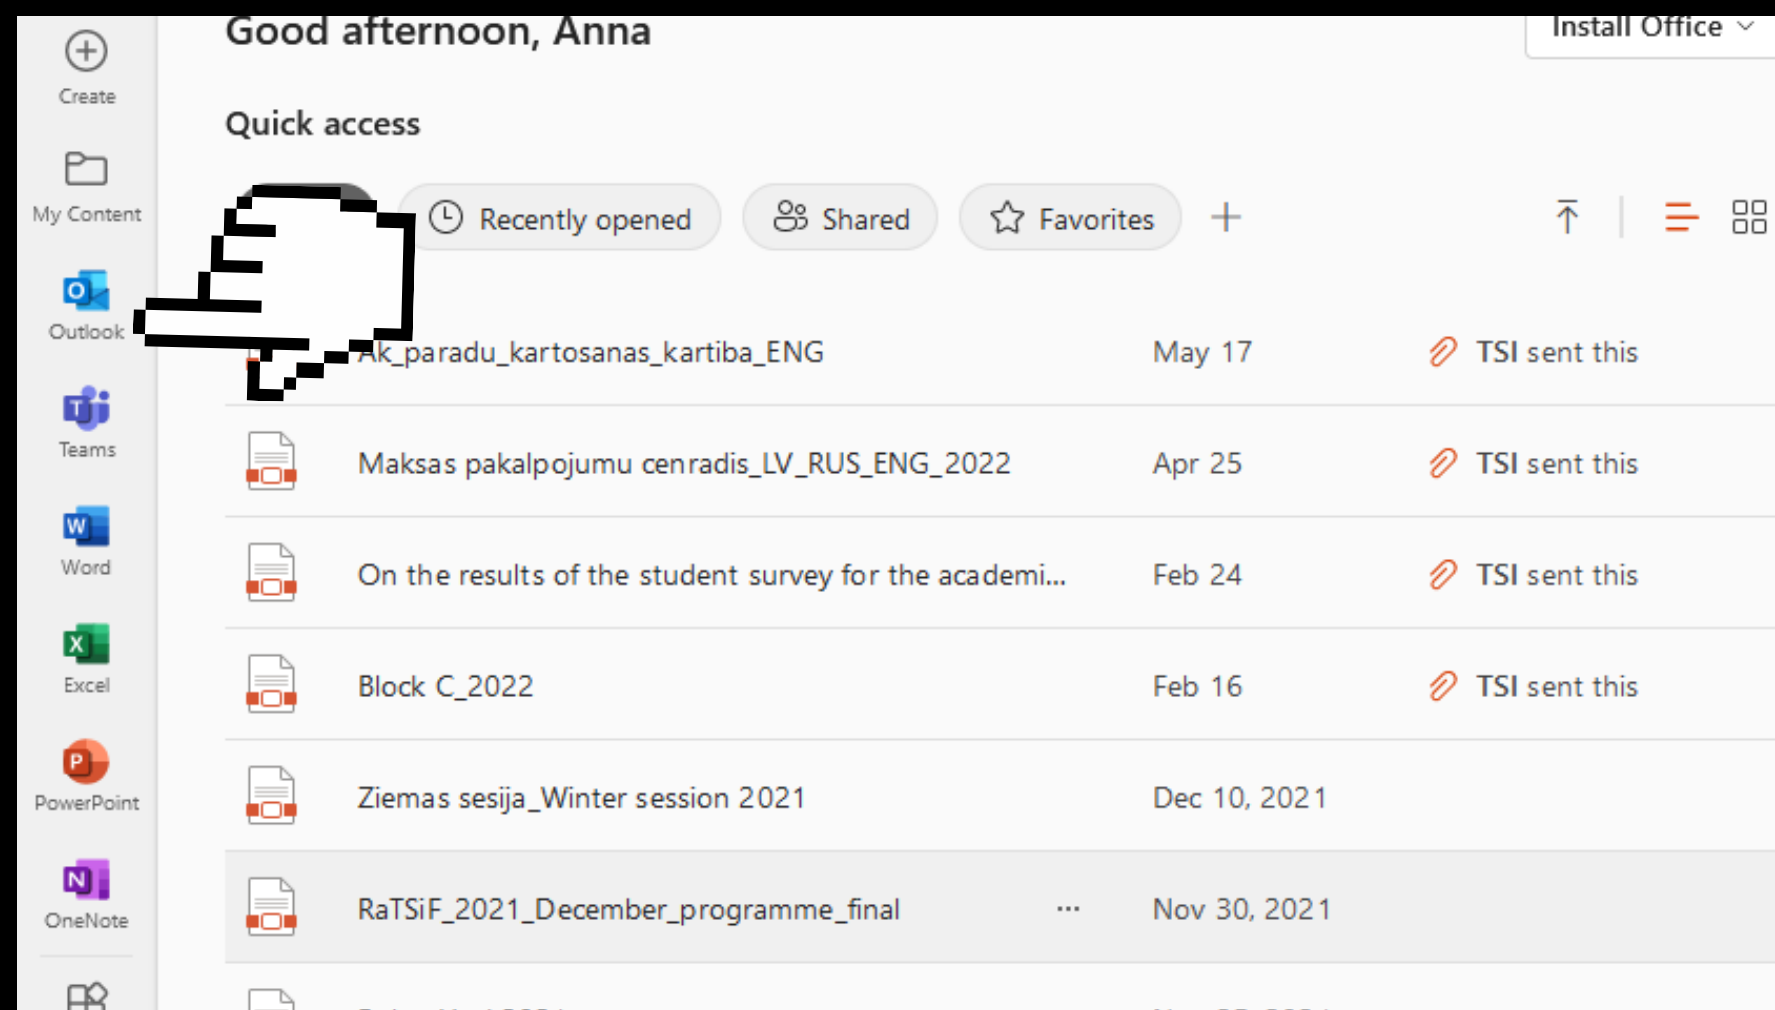 Good afternoon, Anna
Install Office
Create
Quick access
My Content
Recently opened
Shared
Favorites
Outlook
Ak_paradu_kartosanas_kartiba_ENG May 17 TSI sent this
Teams
Maksas pakalpojumu cenradis_LV_RUS_ENG_2022 Apr 25 TSI sent this
Word
On the results of the student survey for the academi... Feb 24 TSI sent this
Excel
Block C_2022 Feb 16 TSI sent this
PowerPoint
Ziemas sesija_Winter session 2021 Dec 10, 2021
OneNote
RaTSiF_2021_December_programme_final ... Nov 30, 2021